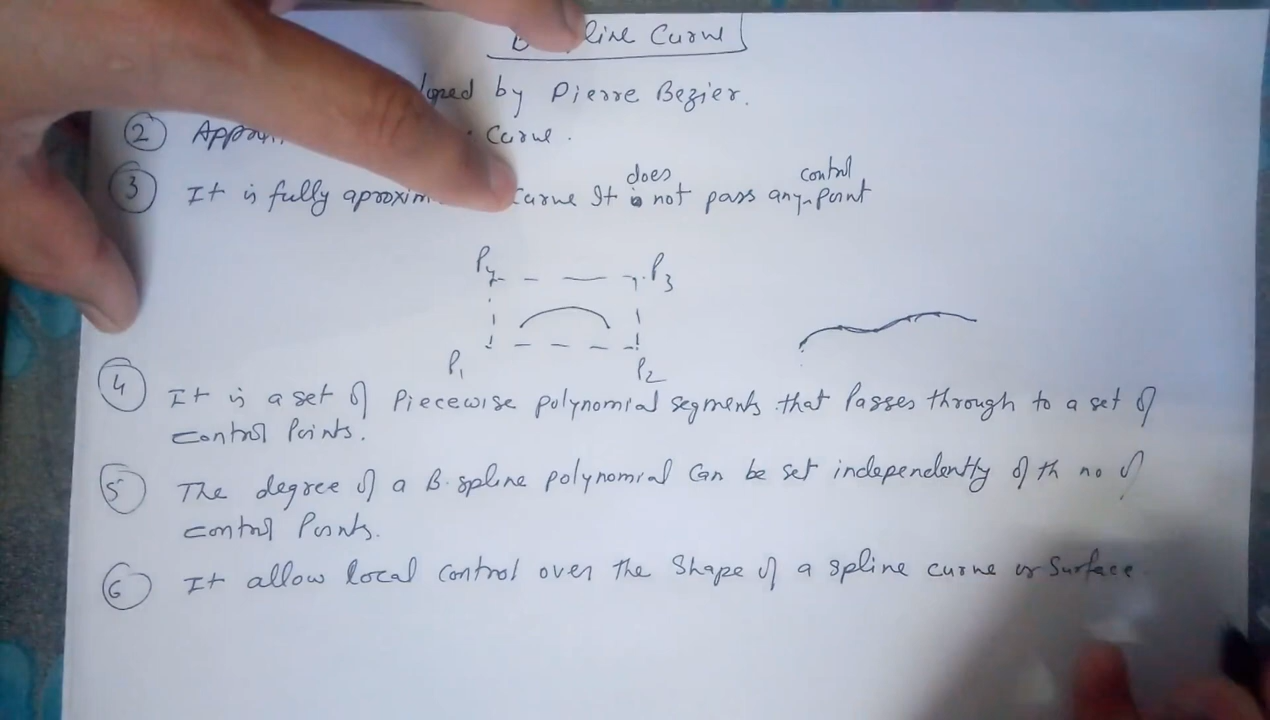 line Curve
by Pierre Bezier.
② Curve.
③ It is fully Curve It does not pass any control point
P4 P3
P1 P2
④ It is a set of Piecewise polynomial segments that Passes through to a set of
control Points.
⑤ The degree of a B-spline polynomial Can be set independently of th no of
control Points.
⑥ It allow local control over the Shape of a spline curve or Surface.